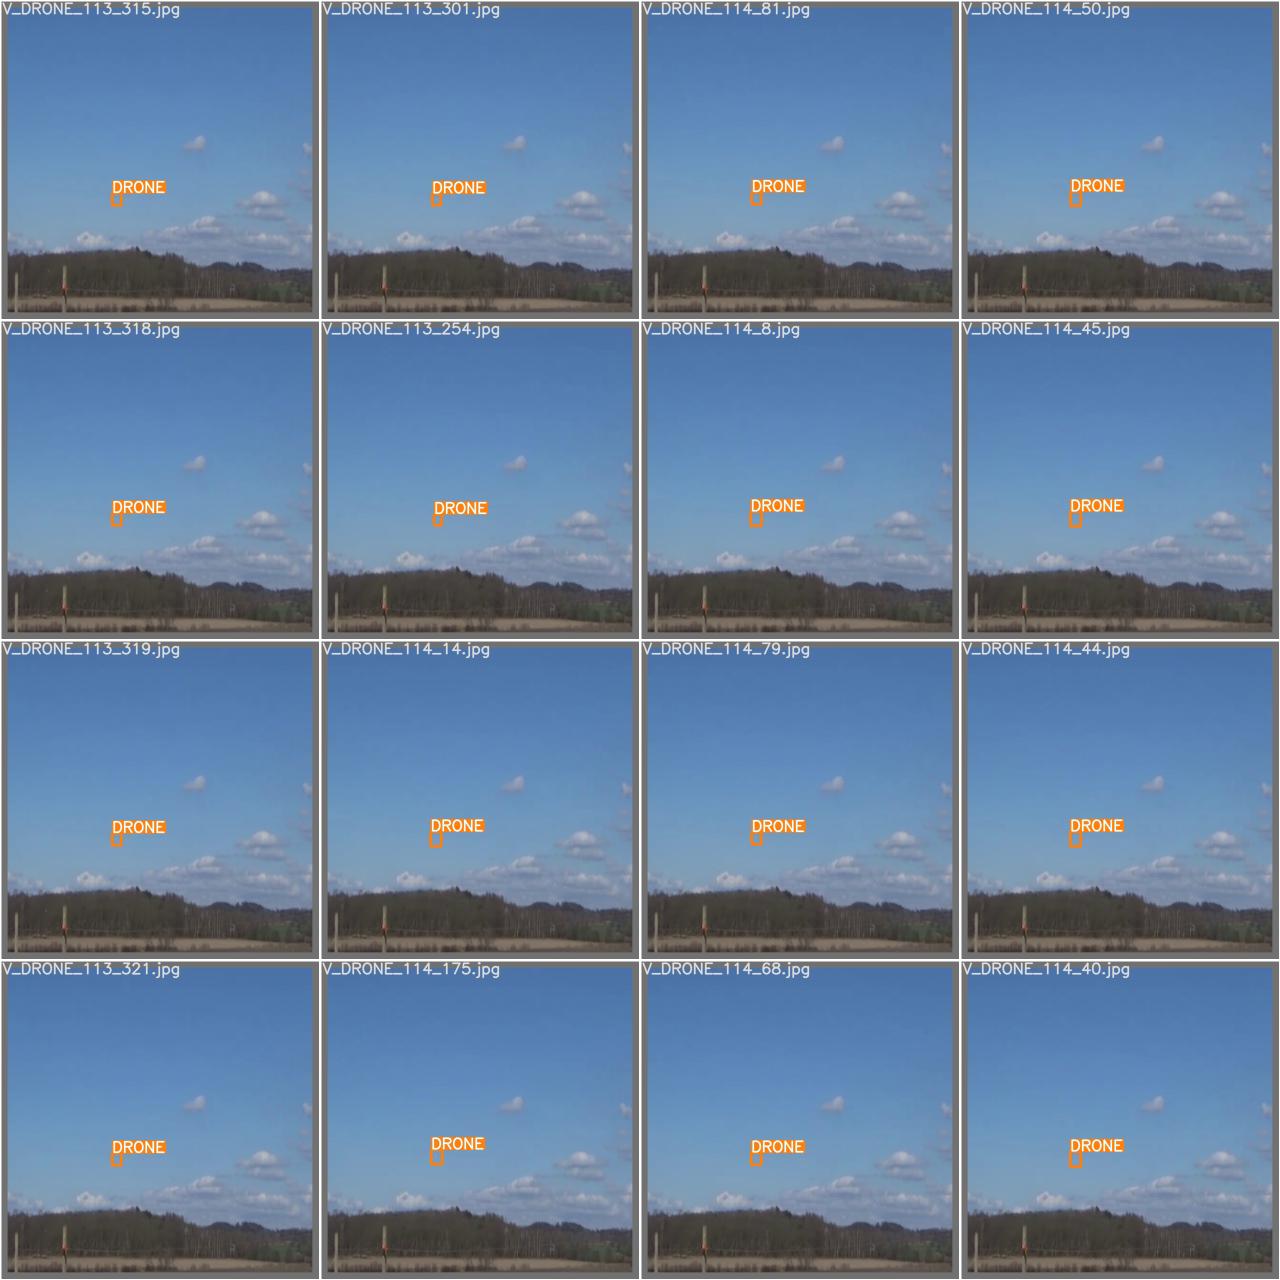 V_DRONE_113_315.jpg
DRONE
V_DRONE_113_301.jpg
DRONE
V_DRONE_114_81.jpg
DRONE
V_DRONE_114_50.jpg
DRONE
V_DRONE_113_318.jpg
DRONE
V_DRONE_113_254.jpg
DRONE
V_DRONE_114_8.jpg
DRONE
V_DRONE_114_45.jpg
DRONE
V_DRONE_113_319.jpg
DRONE
V_DRONE_114_14.jpg
DRONE
V_DRONE_114_79.jpg
DRONE
V_DRONE_114_44.jpg
DRONE
V_DRONE_113_321.jpg
DRONE
V_DRONE_114_175.jpg
DRONE
V_DRONE_114_68.jpg
DRONE
V_DRONE_114_40.jpg
DRONE